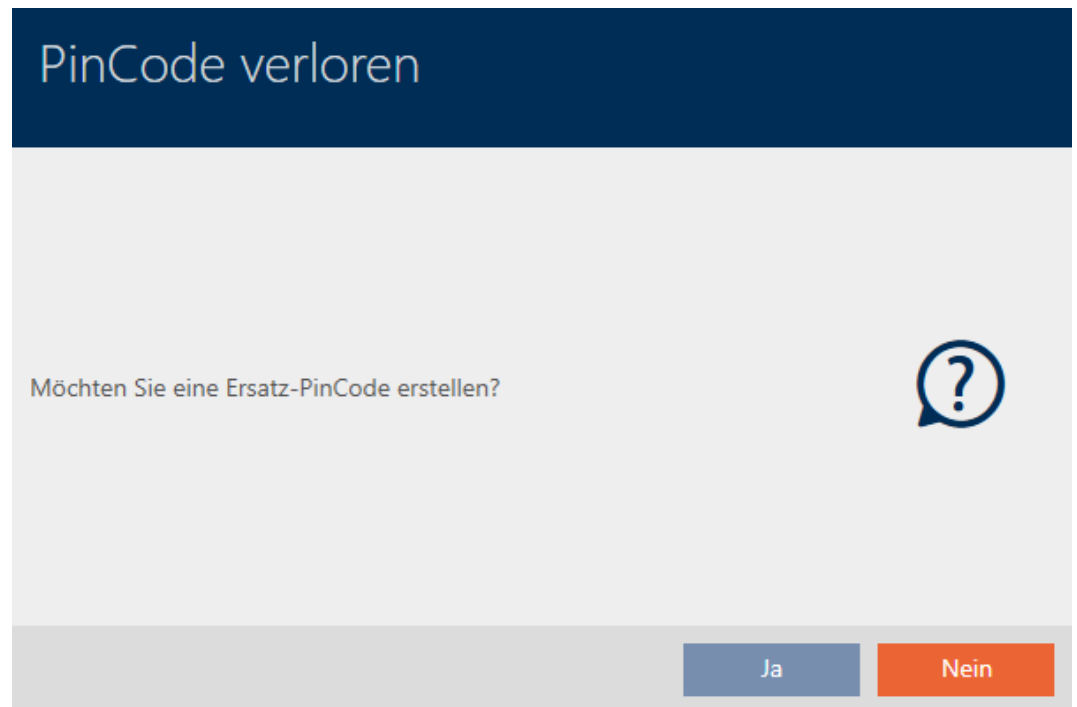 PinCode verloren
Möchten Sie eine Ersatz-PinCode erstellen?
?
Ja
Nein